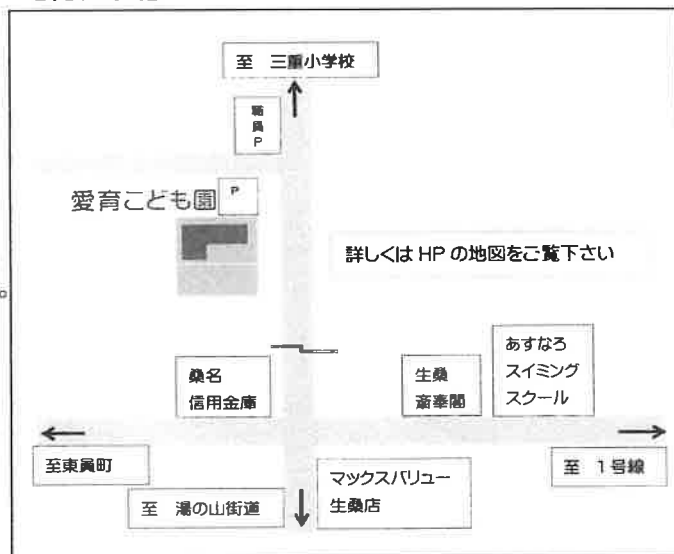 至 三重小学校
職
員
P
愛育こども園
P
詳しくは HP の地図をご覧下さい
桑名
信用金庫
生桑
斎奉閣
あすなろ
スイミング
スクール
至東員町
至 1号線
至 湯の山街道
マックスバリュー
生桑店